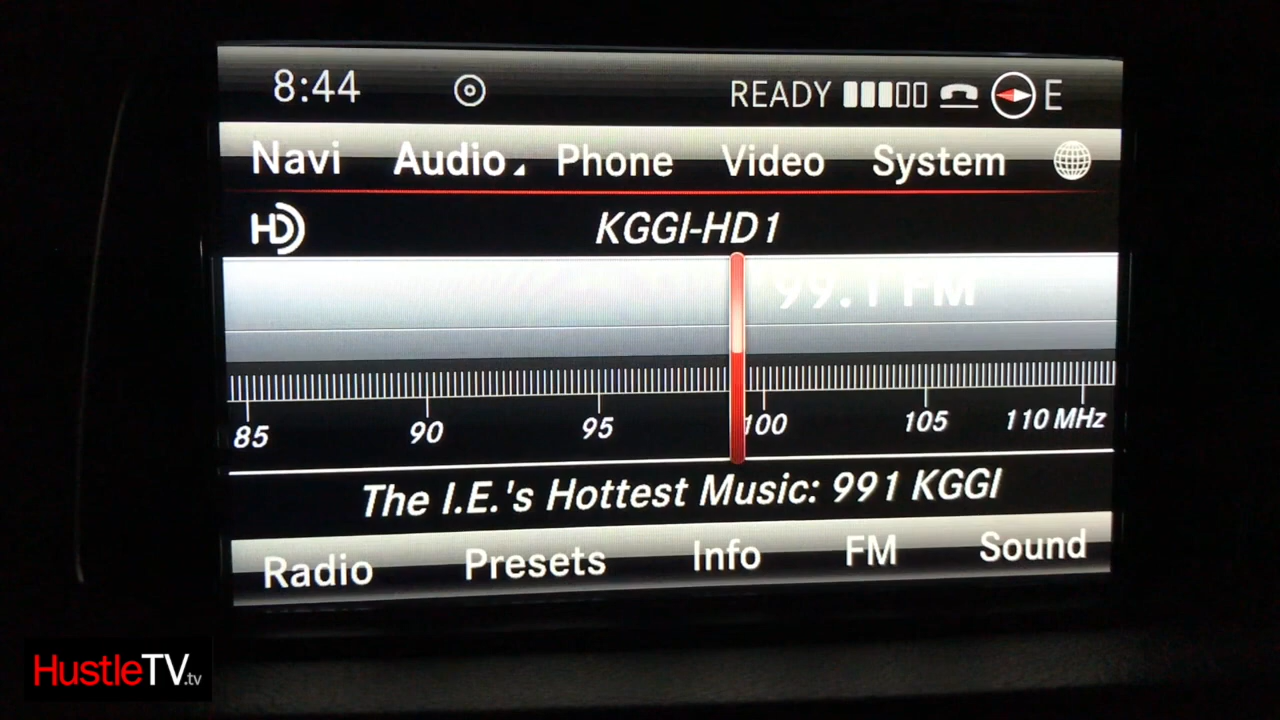 8:44 READY E
Navi Audio Phone Video System
HD KGGI-HD1
99.1 FM
85 90 95 100 105 110 MHz
The I.E.'s Hottest Music: 991 KGGI
Radio Presets Info FM Sound
HustleTV.tv